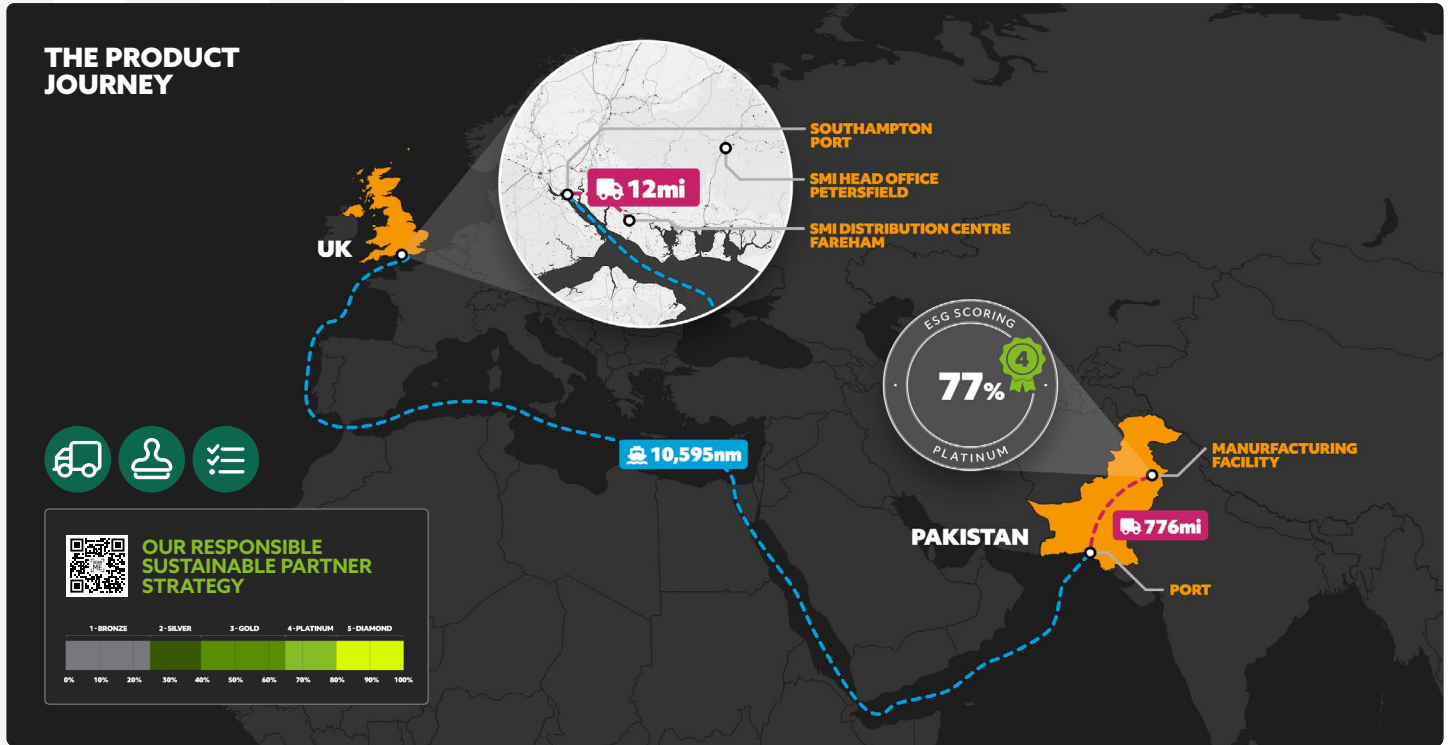 THE PRODUCT
JOURNEY
SOUTHAMPTON
PORT
12mi
SMI HEAD OFFICE
PETERSFIELD
SMI DISTRIBUTION CENTRE
FAREHAM
UK
ESG SCORING
4
77%
PLATINUM
10,595nm
MANURFACTURING
FACILITY
776mi
PAKISTAN
PORT
OUR RESPONSIBLE
SUSTAINABLE PARTNER
STRATEGY
1 - BRONZE 2 - SILVER 3 - GOLD 4 - PLATINUM 5 - DIAMOND
0% 10% 20% 30% 40% 50% 60% 70% 80% 90% 100%